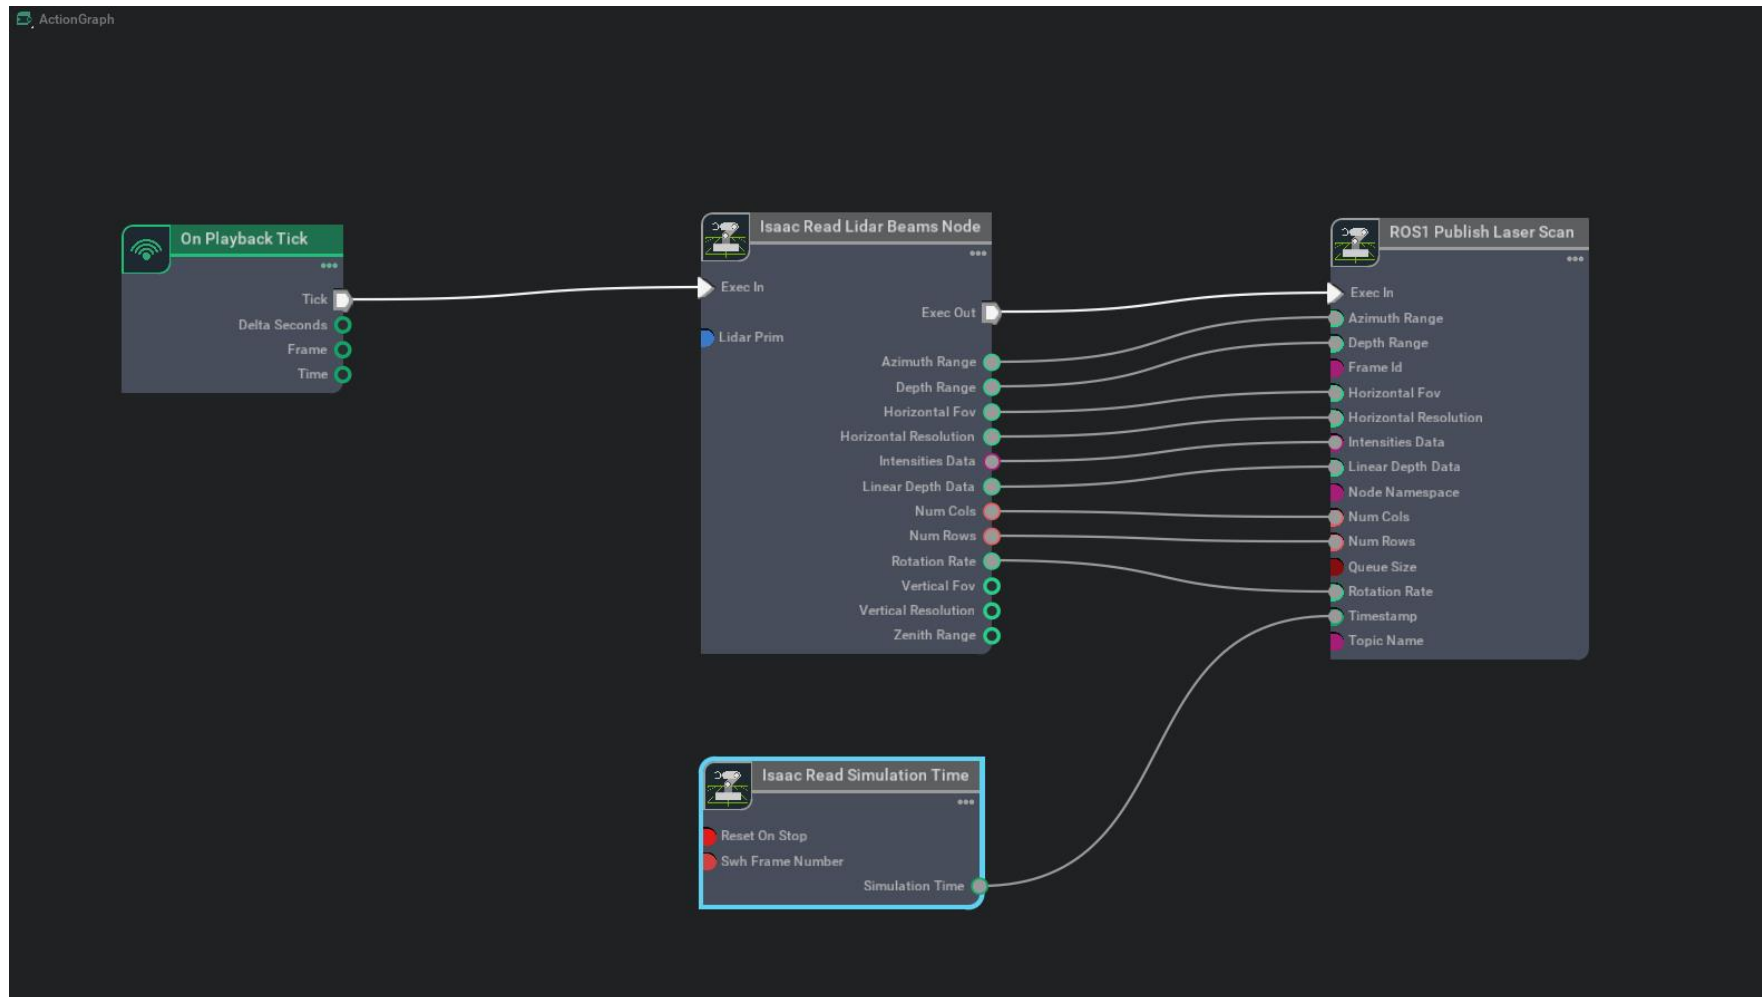 ActionGraph
On Playback Tick
Tick
Delta Seconds
Frame
Time
Isaac Read Lidar Beams Node
Exec In
Exec Out
Lidar Prim
Azimuth Range
Depth Range
Horizontal Fov
Horizontal Resolution
Intensities Data
Linear Depth Data
Num Cols
Num Rows
Rotation Rate
Vertical Fov
Vertical Resolution
Zenith Range
ROS1 Publish Laser Scan
Exec In
Azimuth Range
Depth Range
Frame Id
Horizontal Fov
Horizontal Resolution
Intensities Data
Linear Depth Data
Node Namespace
Num Cols
Num Rows
Queue Size
Rotation Rate
Timestamp
Topic Name
Isaac Read Simulation Time
Reset On Stop
Swh Frame Number
Simulation Time